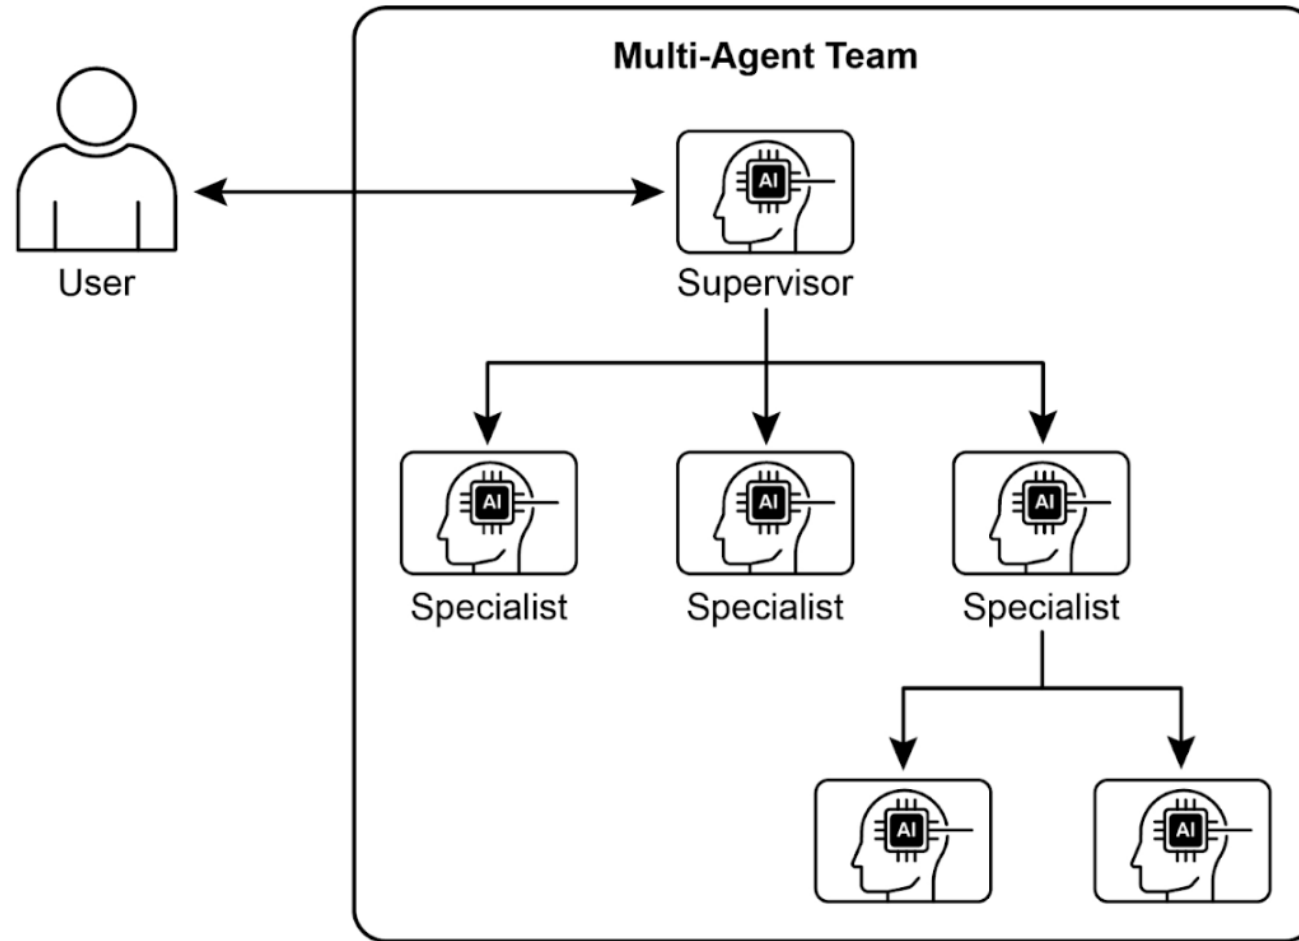 Multi-Agent Team
AI
User
Supervisor
AI
AI
AI
Specialist
Specialist
Specialist
AI
AI